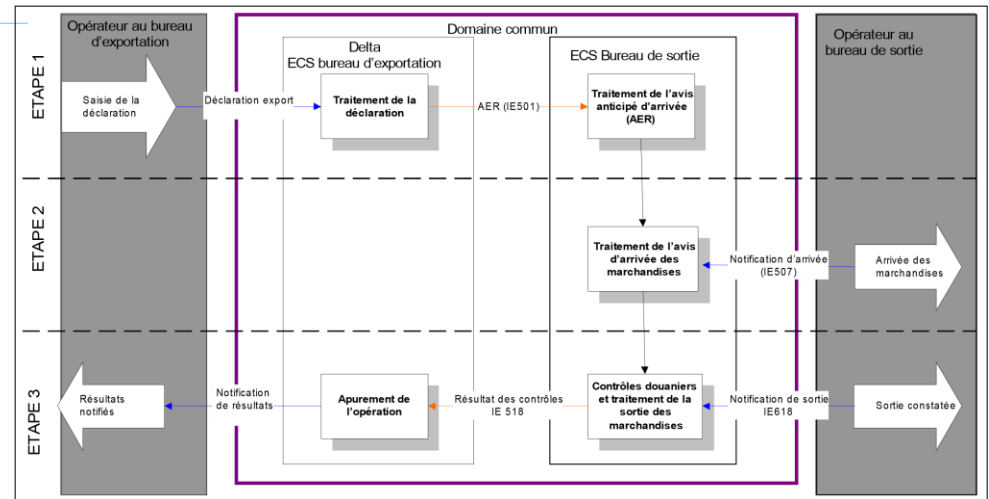 Opérateur au bureau
d'exportation
Domaine commun
Opérateur au
bureau de sortie
Delta
ECS bureau d'exportation
ECS Bureau de sortie
ETAPE 1
Saisie de la
déclaration
Déclaration export
Traitement de la
déclaration
AER (IE501)
Traitement de l'avis
anticipé d'arrivée
(AER)
ETAPE 2
Traitement de l'avis
d'arrivée des
marchandises
Notification d'arrivée
(IE507)
Arrivée des
marchandises
ETAPE 3
Résultats
notifiés
Notification
de résultats
Apurement de
l'opération
Résultat des contrôles
IE 518
Contrôles douaniers
et traitement de la
sortie des
marchandises
Notification de sortie
IE618
Sortie constatée